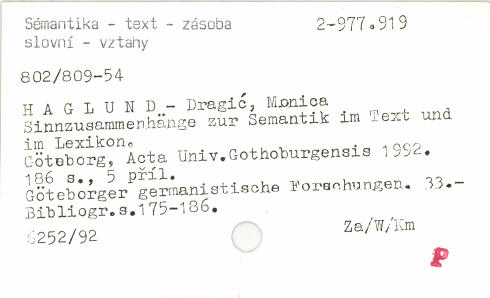 Sémantika - text - zásoba 2-977.919
slovní - vztahy
802/809-54
H A G L U N D - Dragić, Monica
Sinnzusammenhänge zur Semantik im Text und
im Lexikon.
Göteborg, Acta Univ.Gothoburgensis 1992.
186 s., 5 příl.
Göteborger germanistische Forschungen. 33.-
Bibliogr.s.175-186.
6252/92 Za/W/Km
P